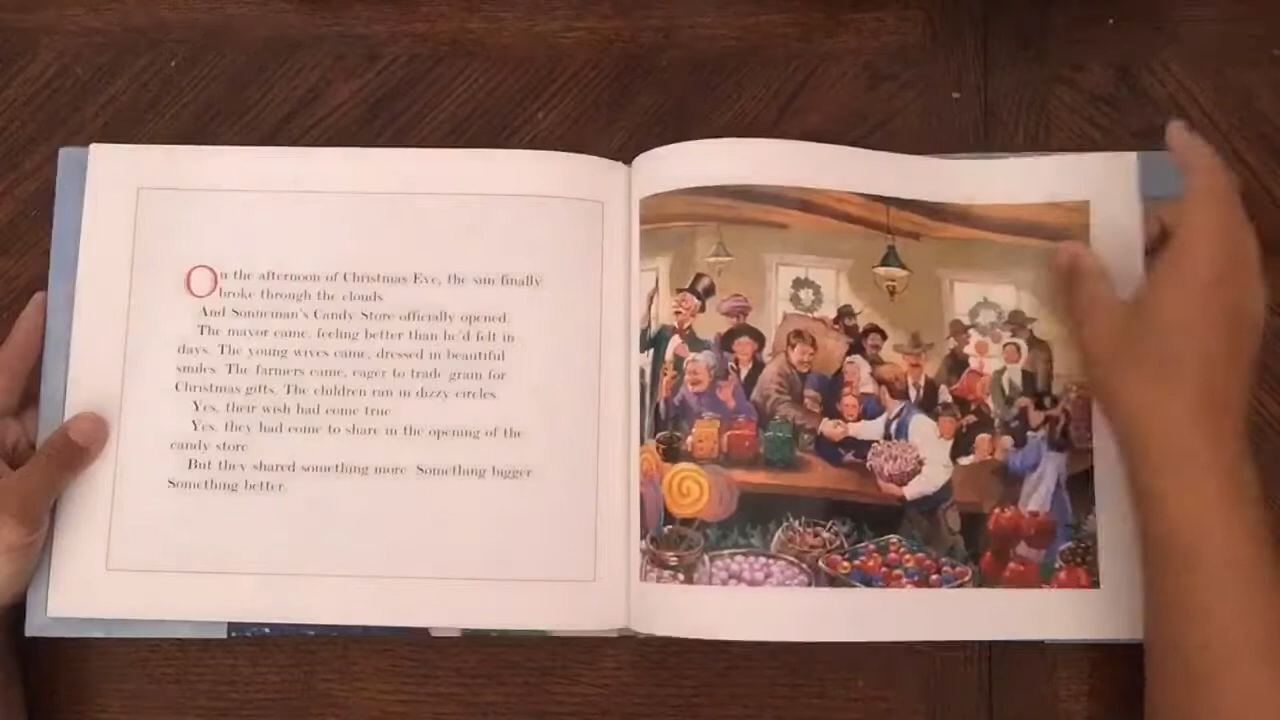 On the afternoon of Christmas Eve, the sun finally
broke through the clouds.
And Sonneman's Candy Store officially opened.
The mayor came, feeling better than he'd felt in
days. The young wives came, dressed in beautiful
smiles. The farmers came, eager to trade grain for
Christmas gifts. The children ran in dizzy circles.
Yes, their wish had come true.
Yes, they had come to share in the opening of the
candy store.
But they shared something more. Something bigger.
Something better.